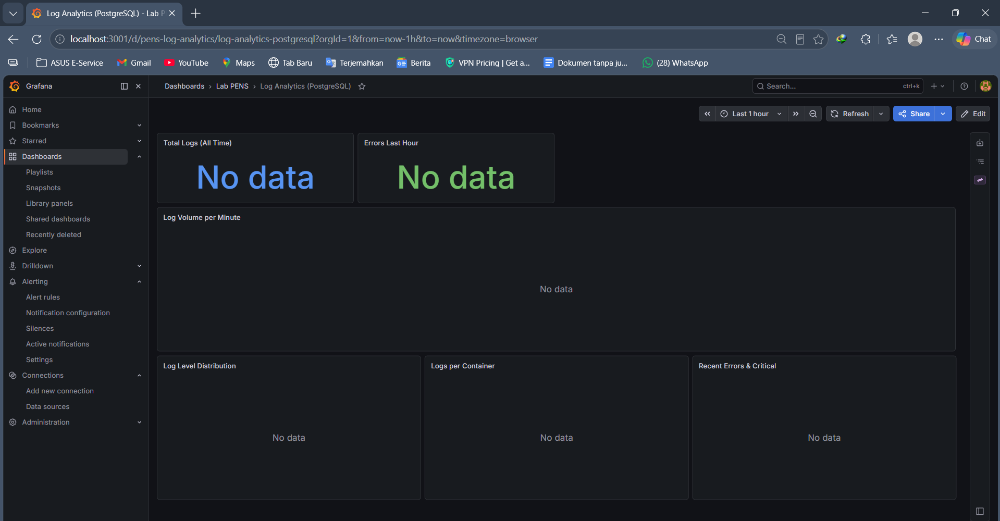 Log Analytics (PostgreSQL) - Lab P
localhost:3001/d/pens-log-analytics/log-analytics-postgresql?orgId=1&from=now-1h&to=now&timezone=browser
Chat
ASUS E-Service
Gmail
YouTube
Maps
Tab Baru
Terjemahkan
Berita
VPN Pricing | Get a...
Dokumen tanpa ju...
(28) WhatsApp
Grafana
Dashboards › Lab PENS › Log Analytics (PostgreSQL)
Search...
ctrl+k
Home
Bookmarks
Starred
Dashboards
Playlists
Snapshots
Library panels
Shared dashboards
Recently deleted
Explore
Drilldown
Alerting
Alert rules
Notification configuration
Silences
Active notifications
Settings
Connections
Add new connection
Data sources
Administration
Last 1 hour
Refresh
Share
Edit
Total Logs (All Time)
No data
Errors Last Hour
No data
Log Volume per Minute
No data
Log Level Distribution
No data
Logs per Container
No data
Recent Errors & Critical
No data